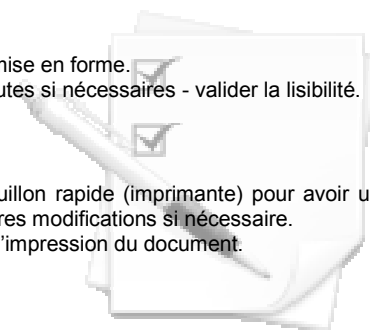 mise en forme.
utes si nécessaires - valider la lisibilité.
uillon rapide (imprimante) pour avoir u
res modifications si nécessaire.
l'impression du document.